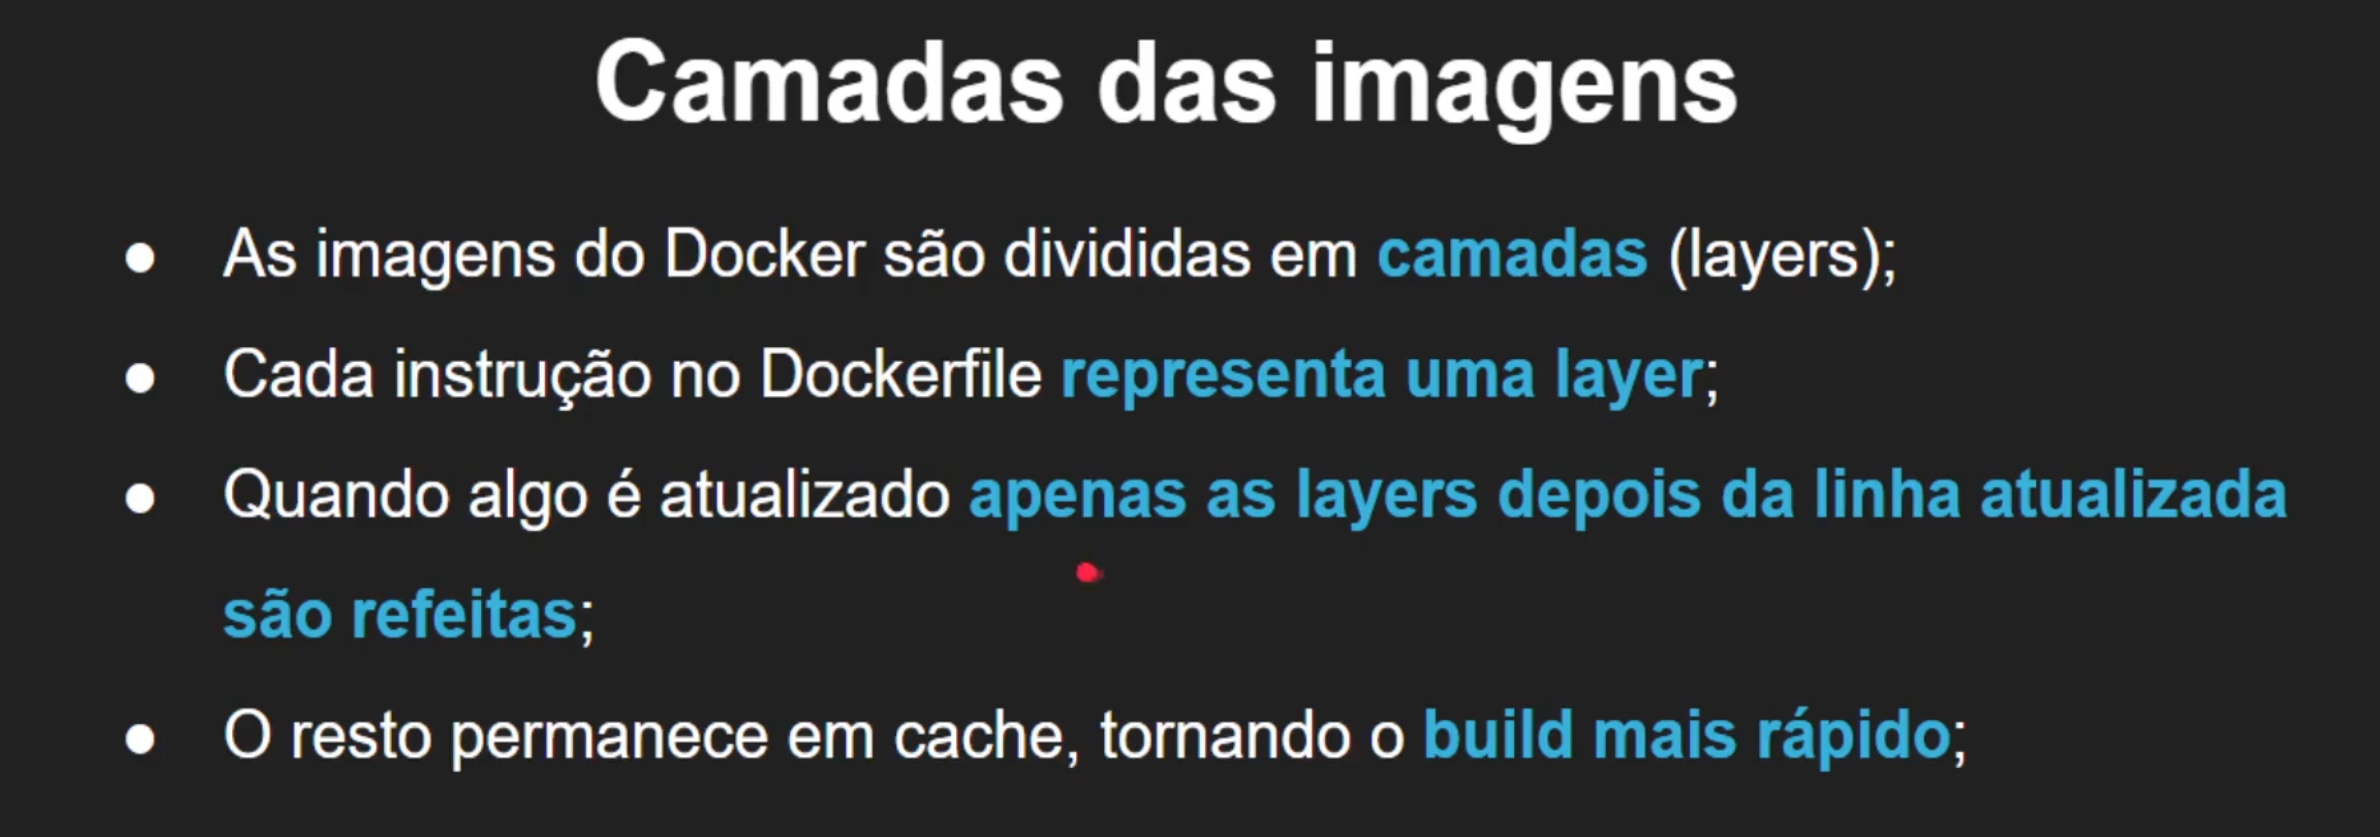 Camadas das imagens
● As imagens do Docker são divididas em camadas (layers);
● Cada instrução no Dockerfile representa uma layer;
● Quando algo é atualizado apenas as layers depois da linha atualizada
são refeitas;
● O resto permanece em cache, tornando o build mais rápido;